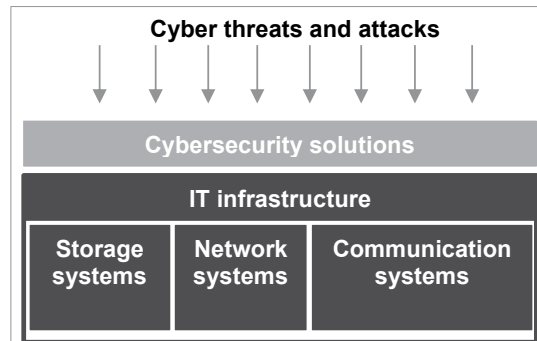 Cyber threats and attacks
Cybersecurity solutions
IT infrastructure
Storage
systems
Network
systems
Communication
systems